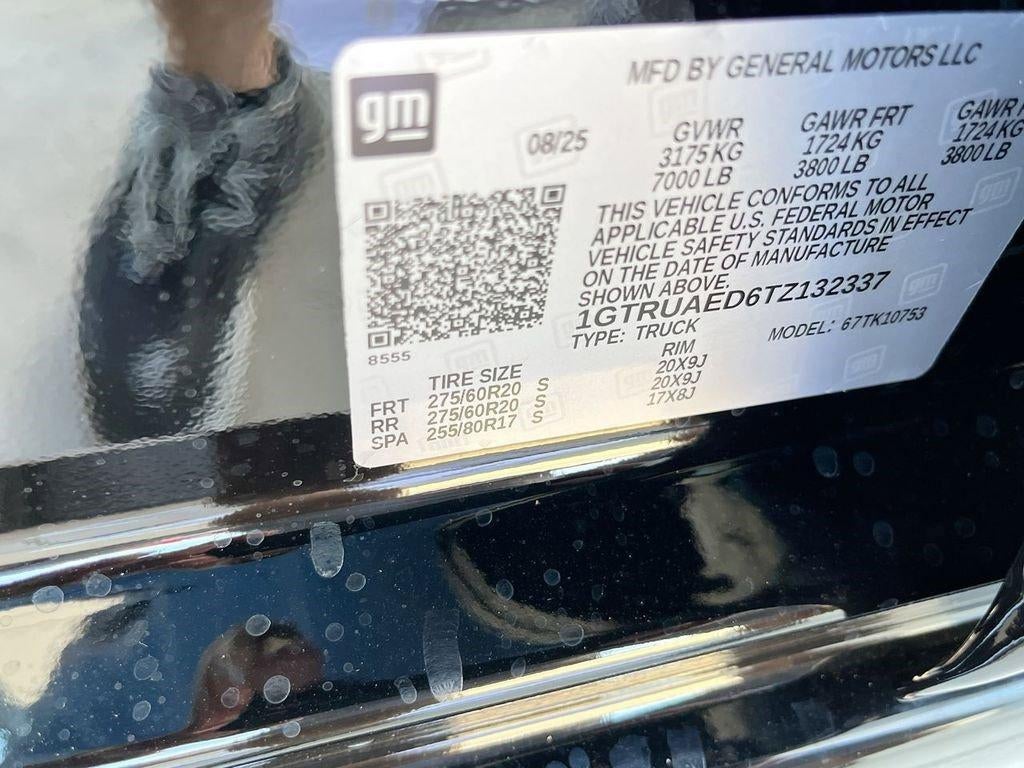 gm
MFD BY GENERAL MOTORS LLC
08/25
GVWR
3175 KG
7000 LB
GAWR FRT
1724 KG
3800 LB
GAWR
1724 KG
3800 LB
THIS VEHICLE CONFORMS TO ALL
APPLICABLE U.S. FEDERAL MOTOR
VEHICLE SAFETY STANDARDS IN EFFECT
ON THE DATE OF MANUFACTURE
SHOWN ABOVE.
1GTRUAED6TZ132337
TYPE: TRUCK MODEL: 67TK10753
8555
TIRE SIZE RIM
FRT 275/60R20 S 20X9J
RR 275/60R20 S 20X9J
SPA 255/80R17 S 17X8J